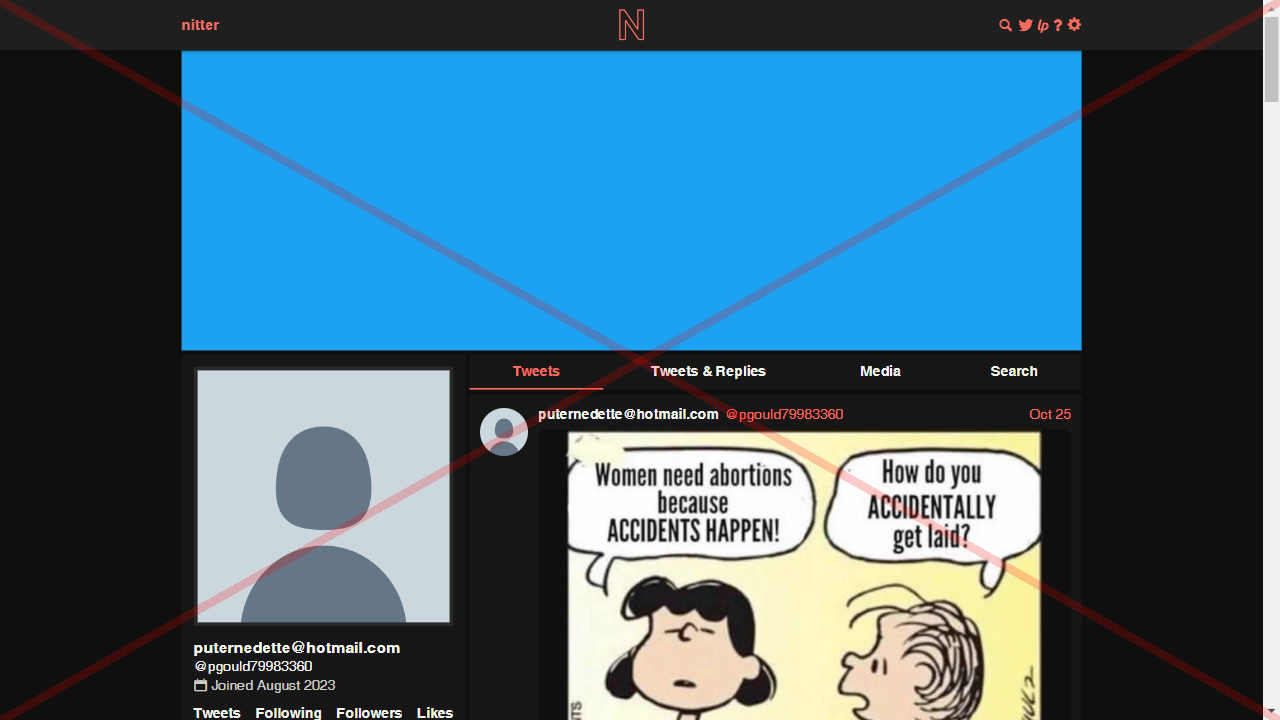 nitter
N
lp ?
Tweets Tweets & Replies Media Search
puternedette@hotmail.com @pgould79983360 Oct 25
Women need abortions
because
ACCIDENTS HAPPEN!
How do you
ACCIDENTALLY
get laid?
puternedette@hotmail.com
@pgould79983360
Joined August 2023
Tweets Following Followers Likes